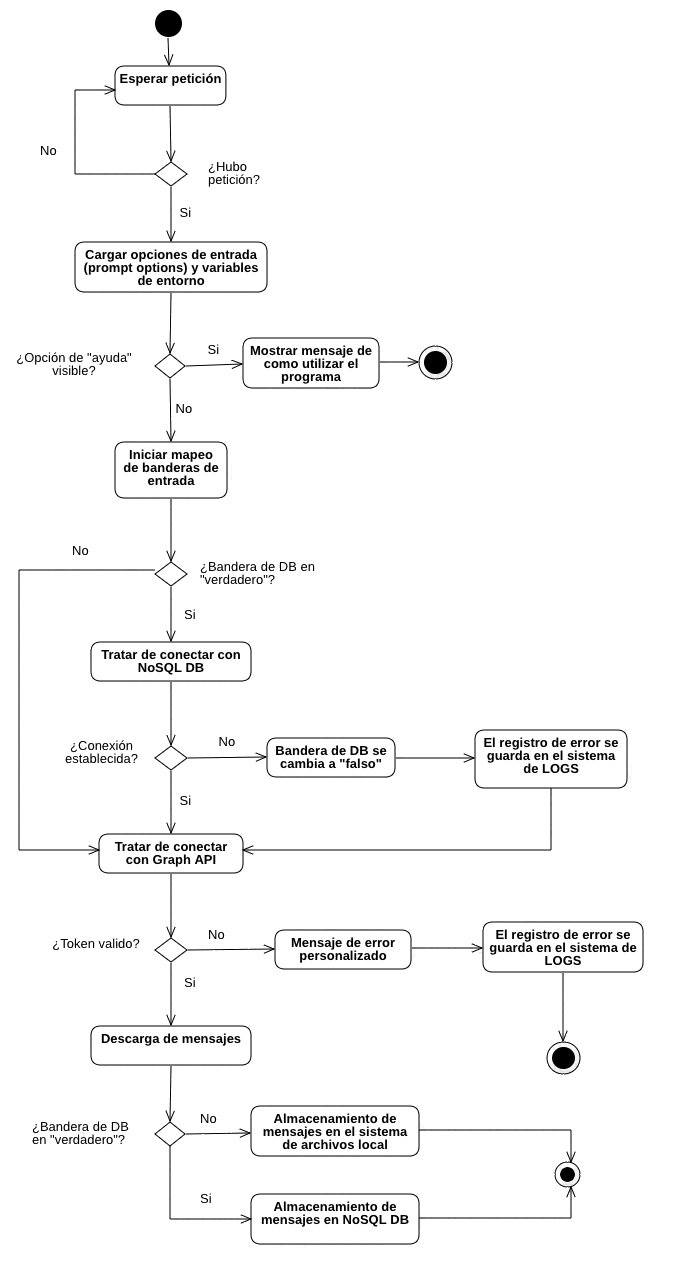 Esperar petición
No
¿Hubo
petición?
Si
Cargar opciones de entrada
(prompt options) y variables
de entorno
¿Opción de "ayuda"
visible?
Si
Mostrar mensaje de
como utilizar el
programa
No
Iniciar mapeo
de banderas de
entrada
No
¿Bandera de DB en
"verdadero"?
Si
Tratar de conectar con
NoSQL DB
¿Conexión
establecida?
No
Bandera de DB se
cambia a "falso"
El registro de error se
guarda en el sistema
de LOGS
Si
Tratar de conectar
con Graph API
¿Token valido?
No
Mensaje de error
personalizado
El registro de error se
guarda en el sistema de
LOGS
Si
Descarga de mensajes
¿Bandera de DB
en "verdadero"?
No
Almacenamiento de
mensajes en el sistema
de archivos local
Si
Almacenamiento de
mensajes en NoSQL DB